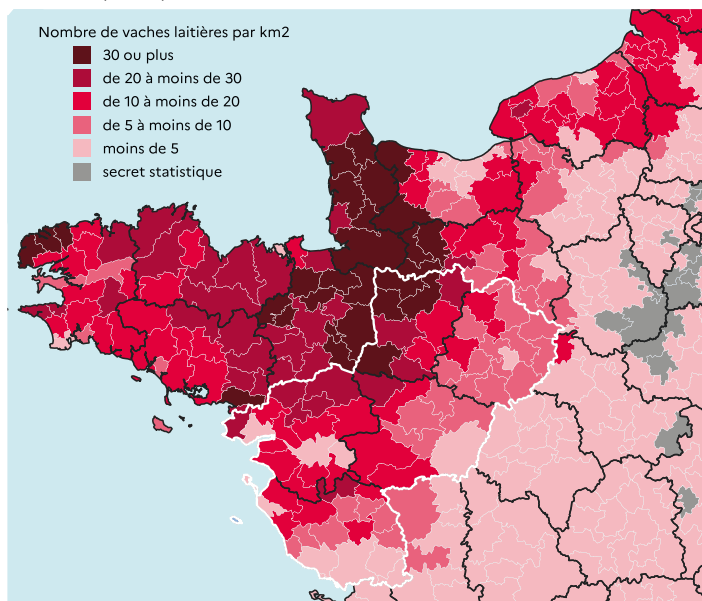 Nombre de vaches laitières par km2
30 ou plus
de 20 à moins de 30
de 10 à moins de 20
de 5 à moins de 10
moins de 5
secret statistique